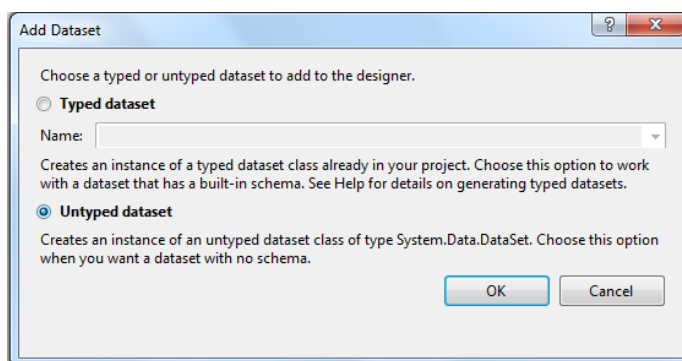 Add Dataset
Choose a typed or untyped dataset to add to the designer.
Typed dataset
Name:
Creates an instance of a typed dataset class already in your project. Choose this option to work
with a dataset that has a built-in schema. See Help for details on generating typed datasets.
Untyped dataset
Creates an instance of an untyped dataset class of type System.Data.DataSet. Choose this option
when you want a dataset with no schema.
OK Cancel